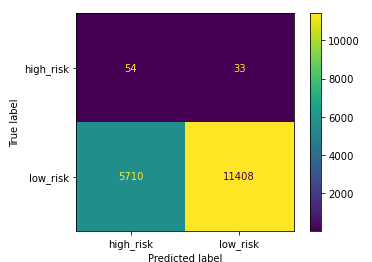 high_risk
54
33
low_risk
5710
11408
high_risk
low_risk
True label
Predicted label
10000
8000
6000
4000
2000